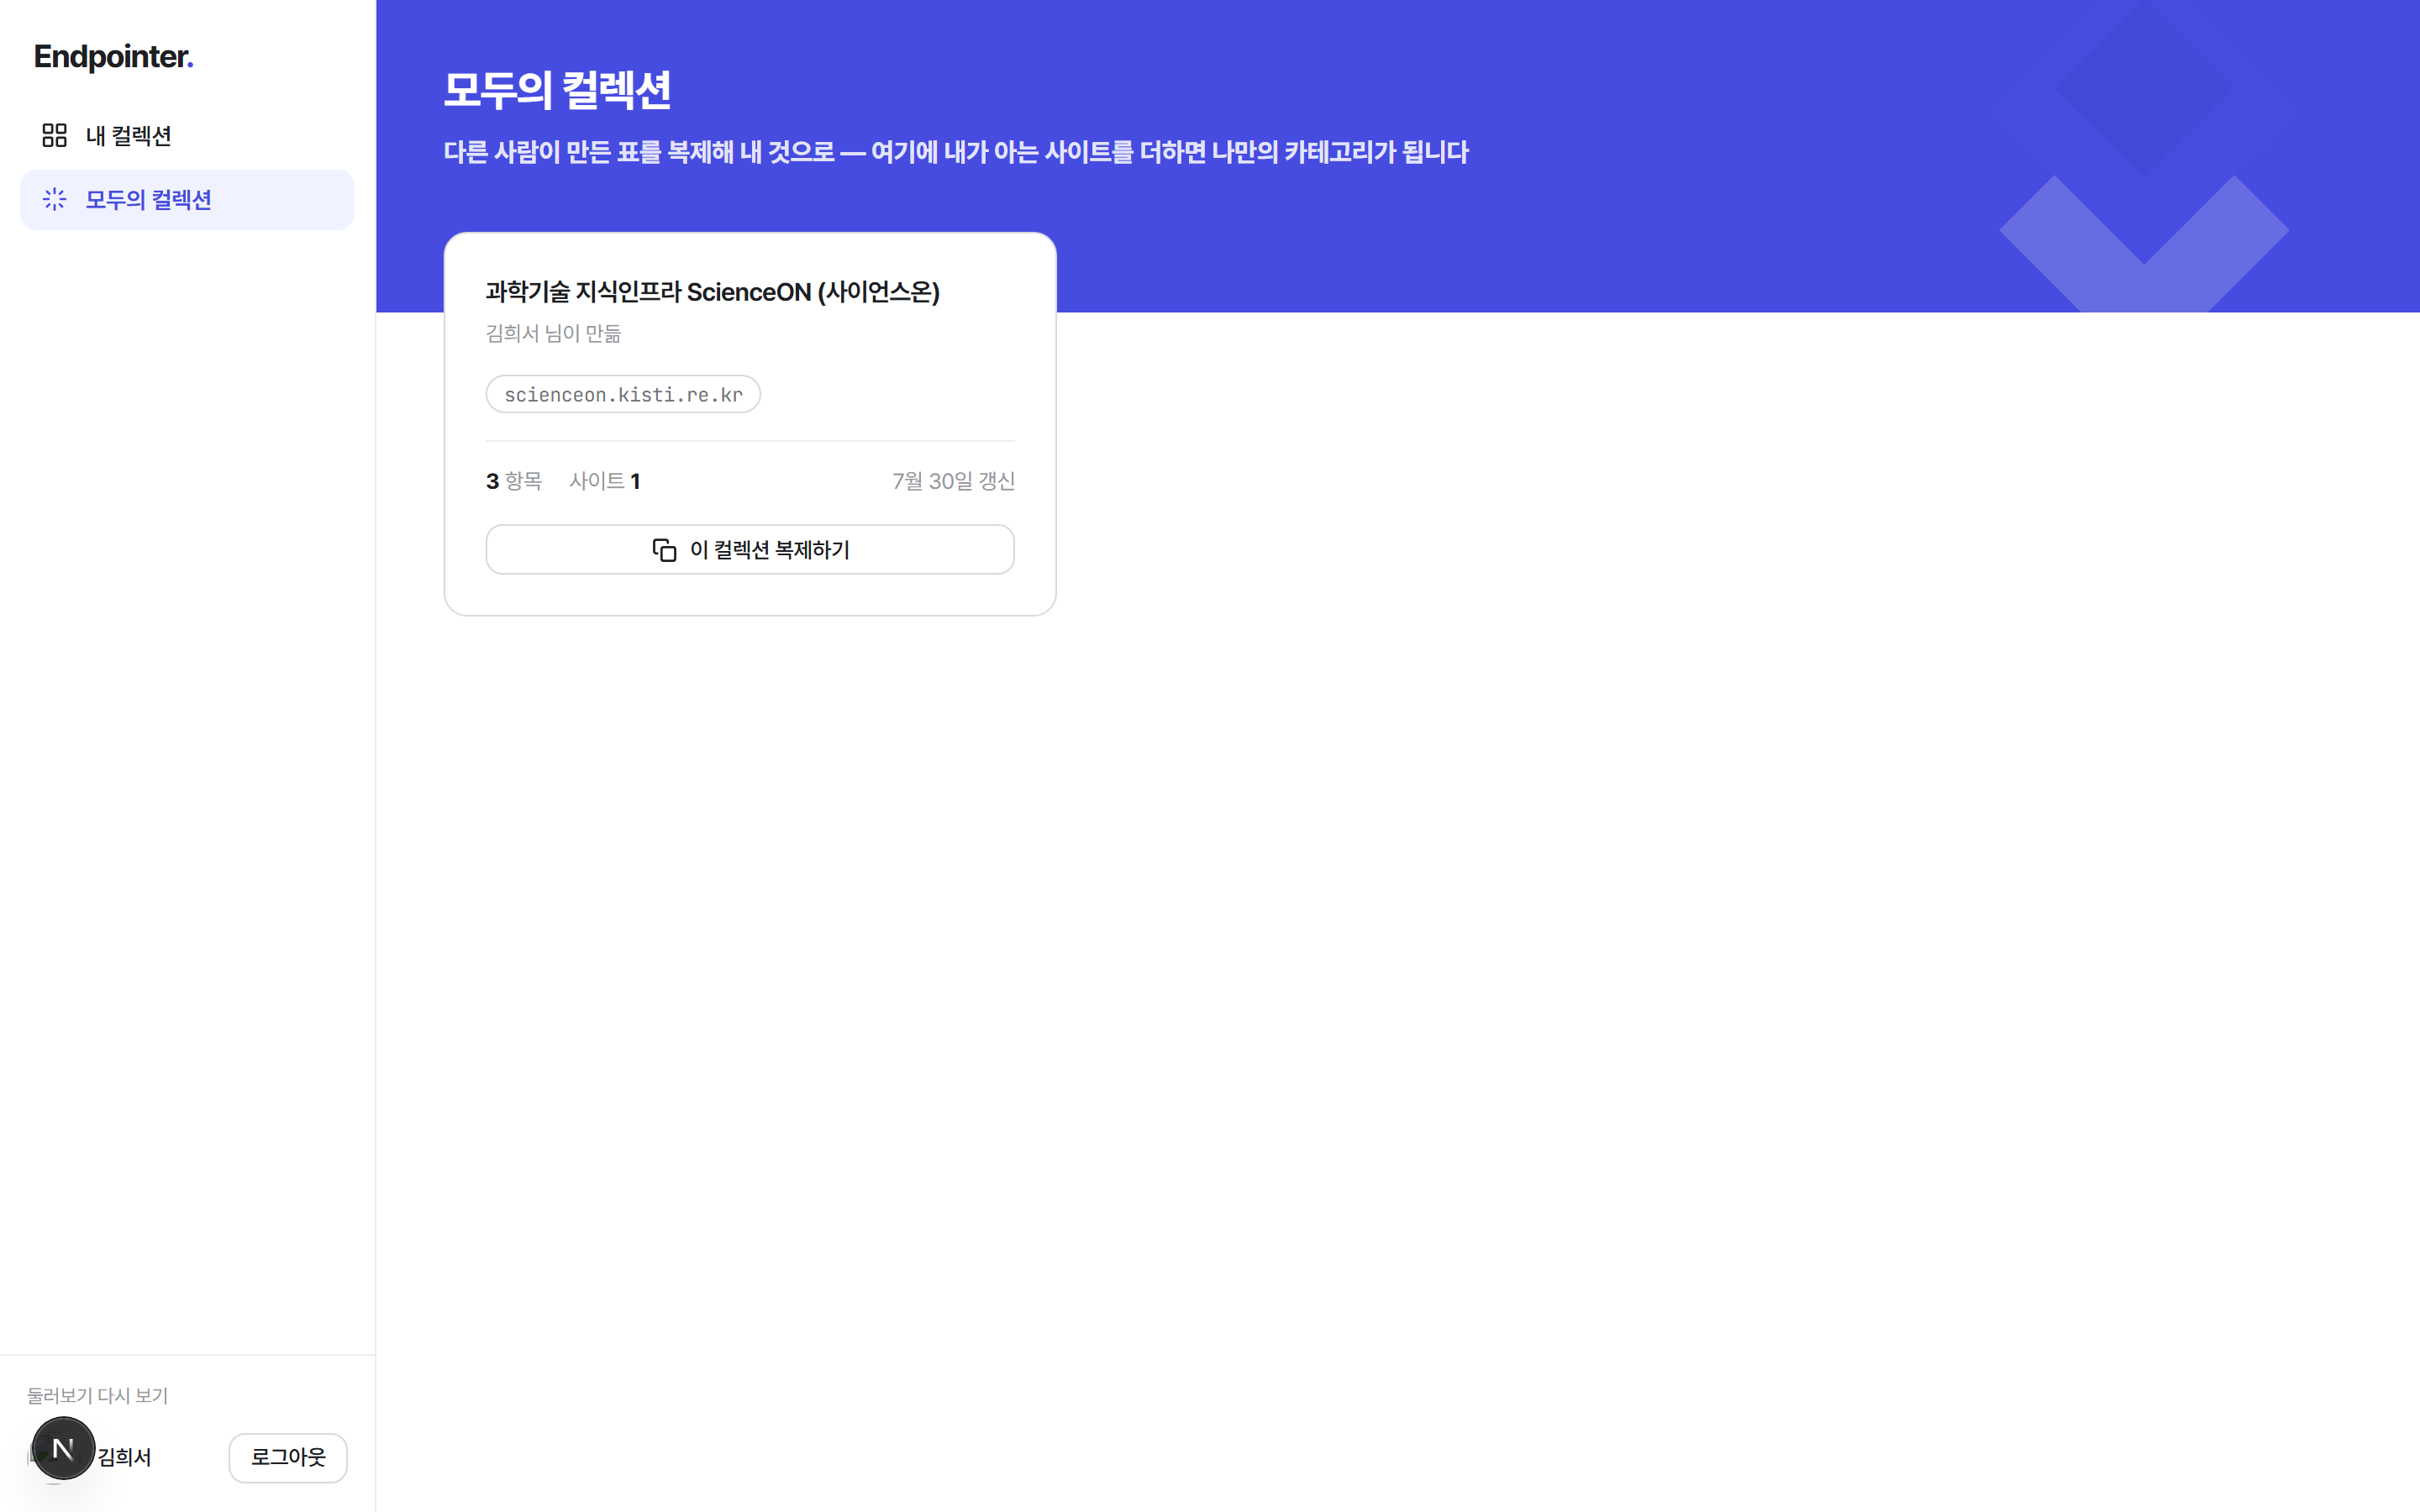 Endpointer.
내 컬렉션
모두의 컬렉션
모두의 컬렉션
다른 사람이 만든 표를 복제해 내 것으로 — 여기에 내가 아는 사이트를 더하면 나만의 카테고리가 됩니다
과학기술 지식인프라 ScienceON (사이언스온)
김희서 님이 만듦
scienceon.kisti.re.kr
3 항목 사이트 1 7월 30일 갱신
이 컬렉션 복제하기
둘러보기 다시 보기
N 김희서 로그아웃